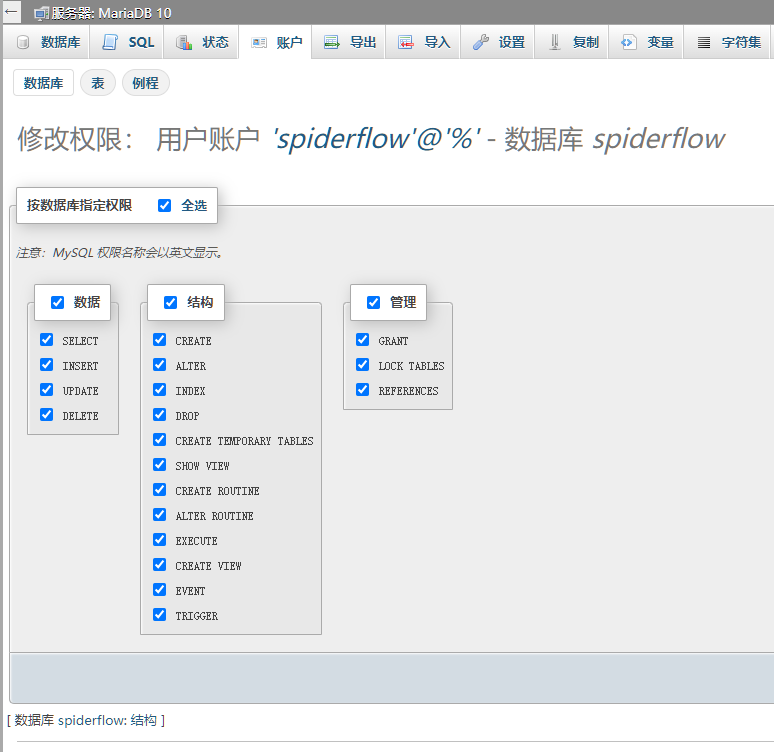 服务器: MariaDB 10
数据库 SQL 状态 账户 导出 导入 设置 复制 变量 字符集
数据库 表 例程
修改权限： 用户账户 'spiderflow'@'%' - 数据库 spiderflow
按数据库指定权限 全选
注意：MySQL 权限名称会以英文显示。
数据
SELECT
INSERT
UPDATE
DELETE
结构
CREATE
ALTER
INDEX
DROP
CREATE TEMPORARY TABLES
SHOW VIEW
CREATE ROUTINE
ALTER ROUTINE
EXECUTE
CREATE VIEW
EVENT
TRIGGER
管理
GRANT
LOCK TABLES
REFERENCES
[ 数据库 spiderflow: 结构 ]